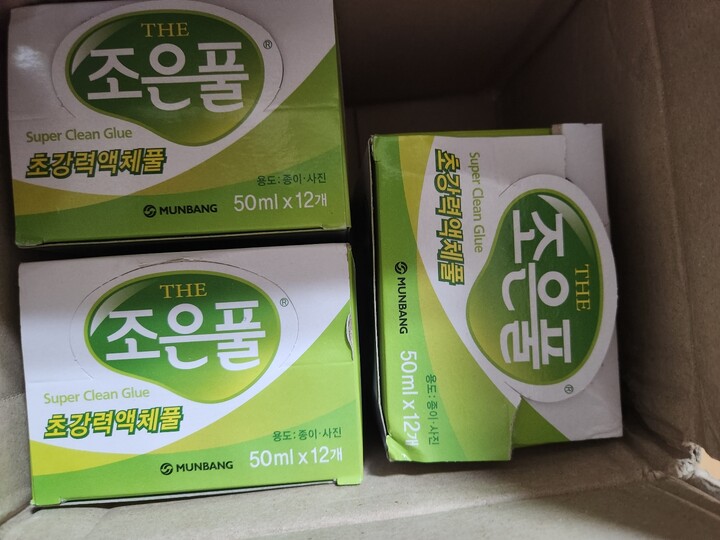 THE
조은풀®
Super Clean Glue
초강력액체풀
용도: 종이·사진
MUNBANG 50ml x 12개
THE
조은풀®
Super Clean Glue
초강력액체풀
용도: 종이·사진
MUNBANG 50ml x 12개
THE
조은풀®
Super Clean Glue
초강력액체풀
용도: 종이·사진
MUNBANG 50ml x 12개